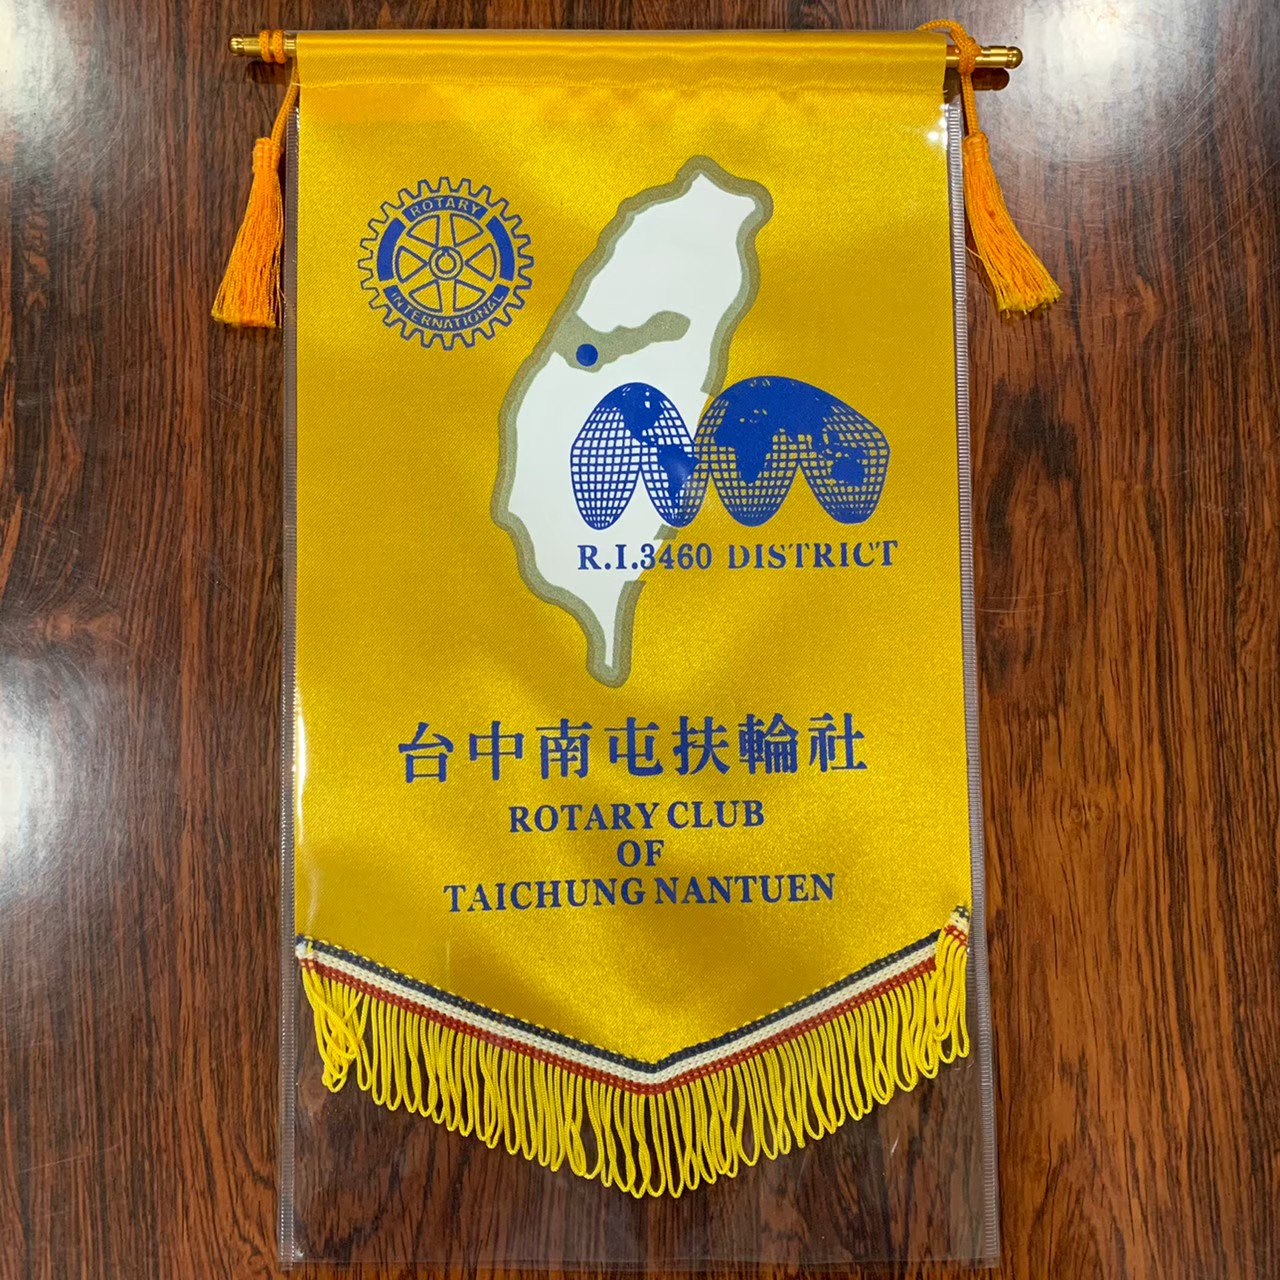 ROTARY
INTERNATIONAL
R.I.3460 DISTRICT
台中南屯扶輪社
ROTARY CLUB
OF
TAICHUNG NANTUEN